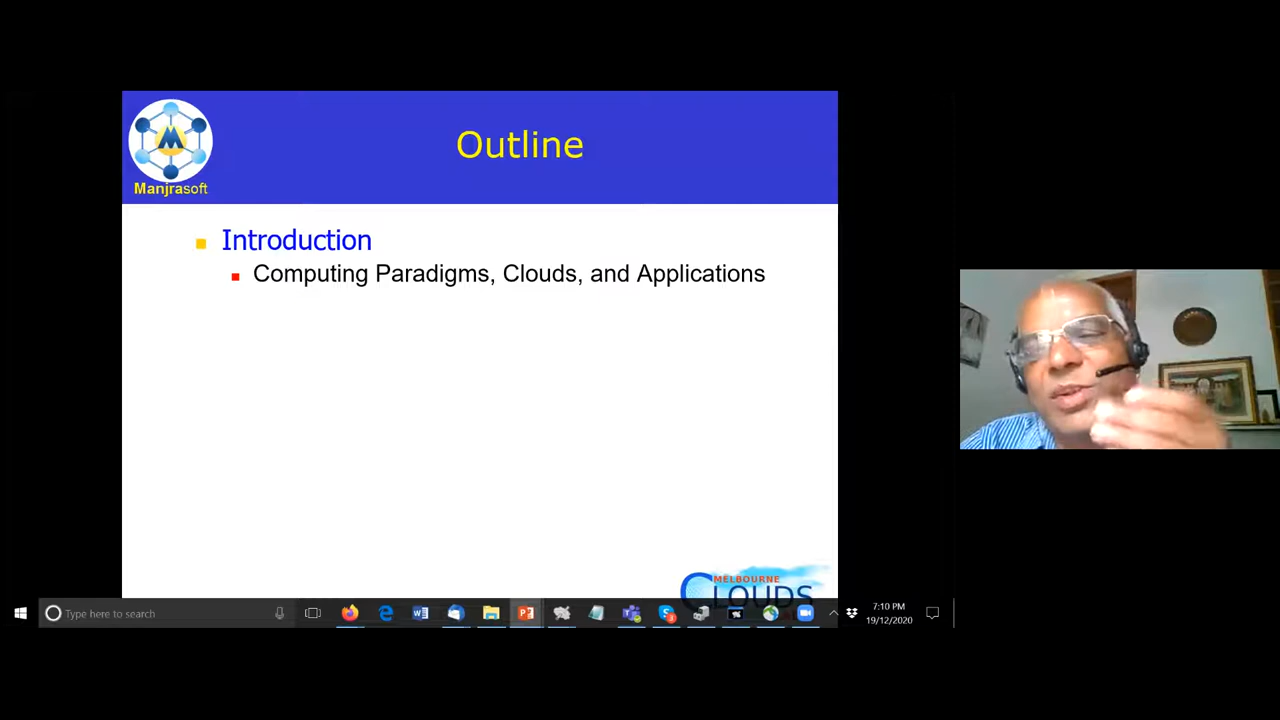 Outline
M
Manjrasoft
Introduction
Computing Paradigms, Clouds, and Applications
MELBOURNE
CLOUDS
Type here to search
7:10 PM
19/12/2020